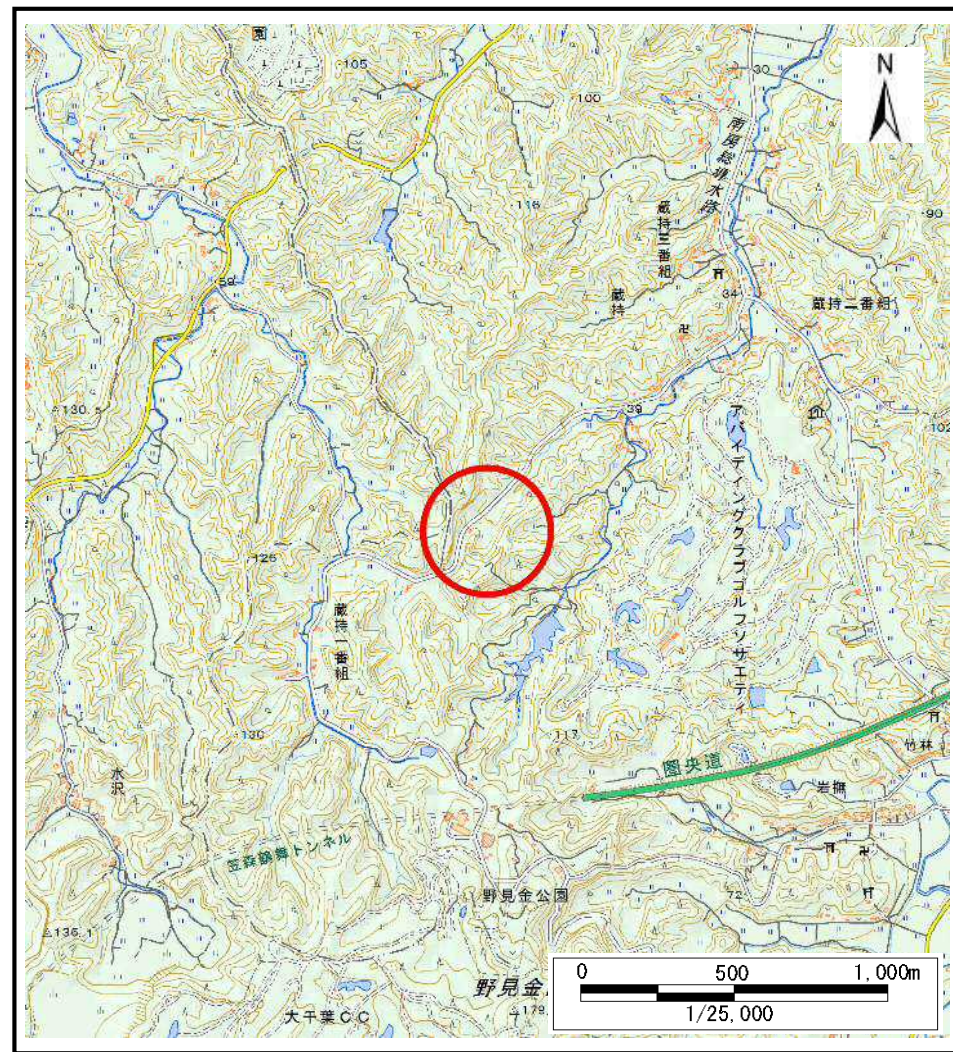 105
N
30
100
南房総導水路
116
蔵持三番組
90
59
蔵持
34
蔵持二番組
130.5
39
アバイディングクラブゴルフソサエティ
102
126
蔵持一番組
130
117
圏央道
竹林
水沢
岩撫
笠森鶴舞トンネル
72
野見金公園
136.1
野見金
179.
大千葉CC
0 500 1,000m
1/25,000